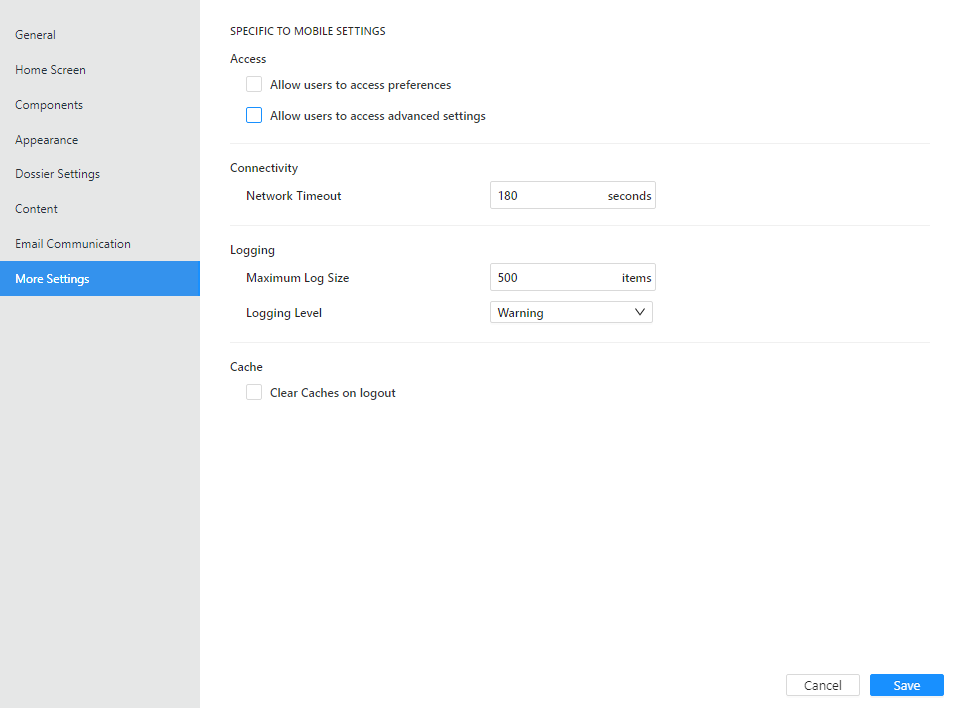 General
Home Screen
Components
Appearance
Dossier Settings
Content
Email Communication
More Settings
SPECIFIC TO MOBILE SETTINGS
Access
Allow users to access preferences
Allow users to access advanced settings
Connectivity
Network Timeout 180 seconds
Logging
Maximum Log Size 500 items
Logging Level Warning
Cache
Clear Caches on logout
Cancel Save